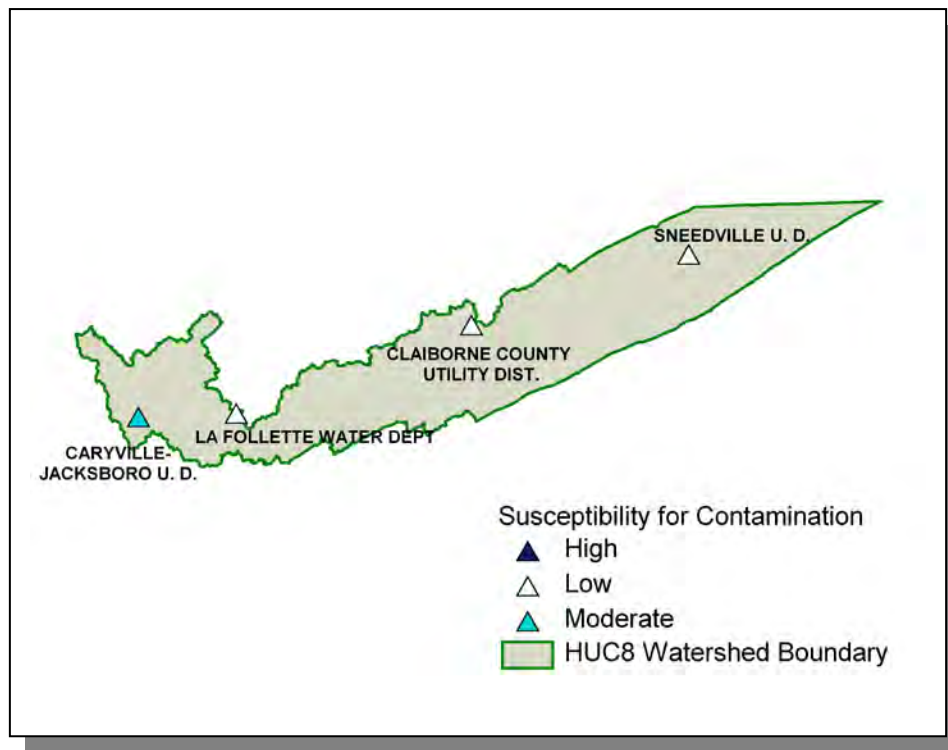 SNEEDVILLE U. D.
CLAIBORNE COUNTY
UTILITY DIST.
LA FOLLETTE WATER DEPT
CARYVILLE-
JACKSBORO U. D.
Susceptibility for Contamination
High
Low
Moderate
HUC8 Watershed Boundary